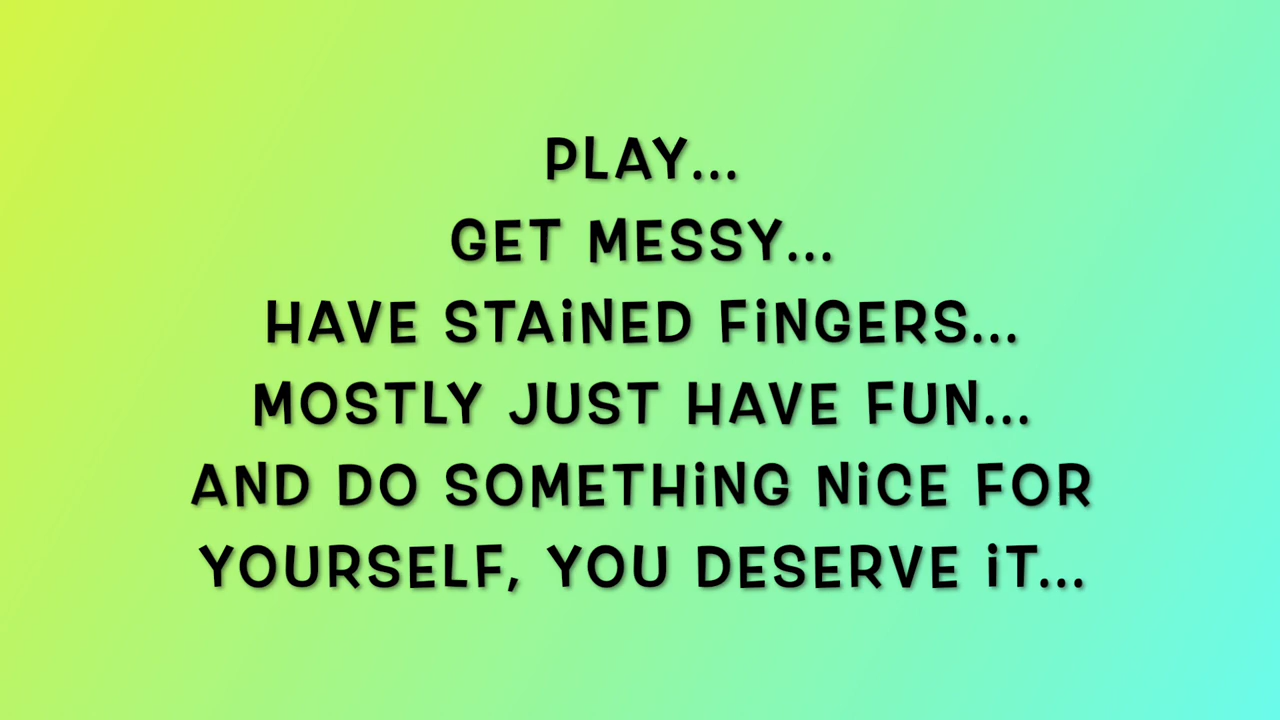 PLAY...
GET MESSY...
HAVE STAiNED FiNGERS...
MOSTLY JUST HAVE FUN...
AND DO SOMETHiNG NiCE FOR
YOURSELF, YOU DESERVE iT...